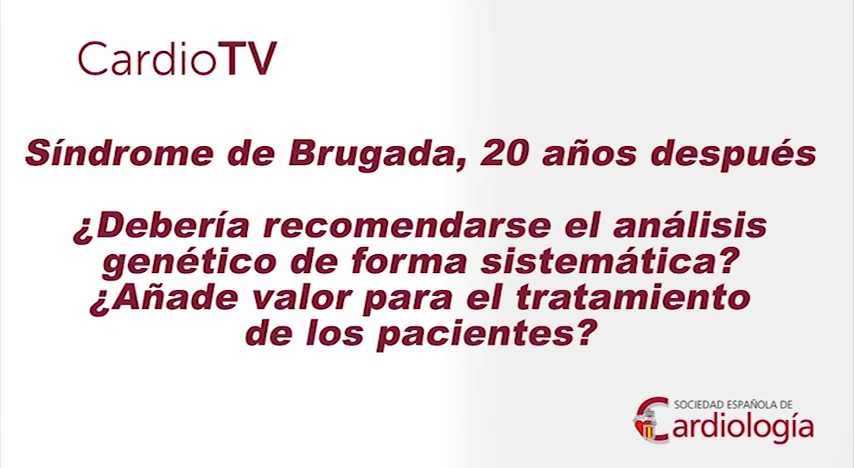 CardioTV
Síndrome de Brugada, 20 años después
¿Debería recomendarse el análisis
genético de forma sistemática?
¿Añade valor para el tratamiento
de los pacientes?
SOCIEDAD ESPAÑOLA DE
Cardiología